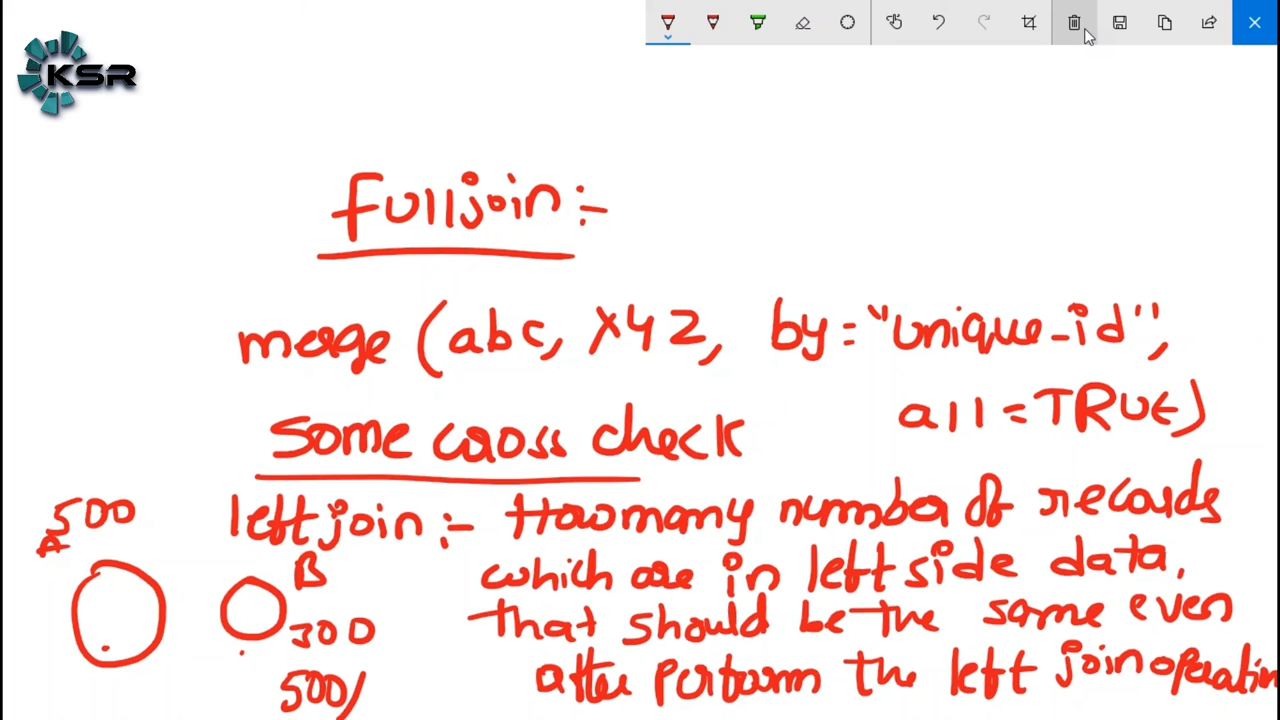 KSR
Fulljoin :-
merge (abc, XYZ, by = "unique_id",
all = TRUE)
Some cross check
500
A
left join :- How many number of records
which are in left side data,
B
that should be the same even
300
after perform the left join operation
500/